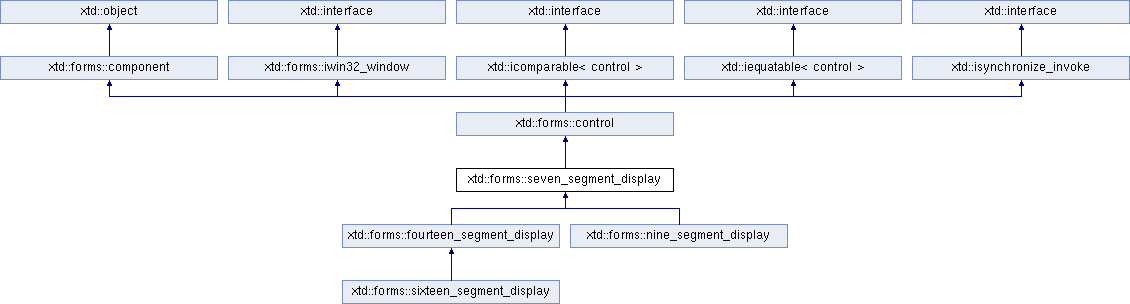 xtd::object
xtd::interface
xtd::interface
xtd::interface
xtd::interface
xtd::forms::component
xtd::forms::iwin32_window
xtd::icomparable< control >
xtd::iequatable< control >
xtd::isynchronize_invoke
xtd::forms::control
xtd::forms::seven_segment_display
xtd::forms::fourteen_segment_display
xtd::forms::nine_segment_display
xtd::forms::sixteen_segment_display